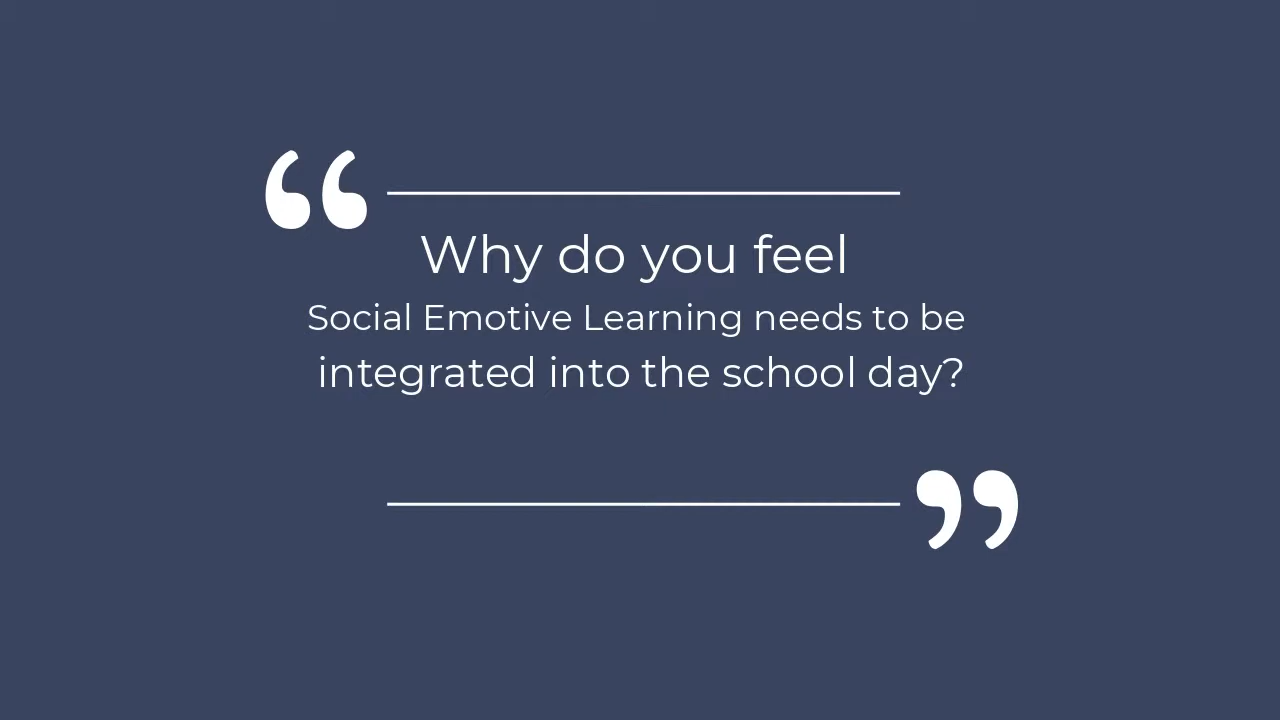 Why do you feel
Social Emotive Learning needs to be
integrated into the school day?